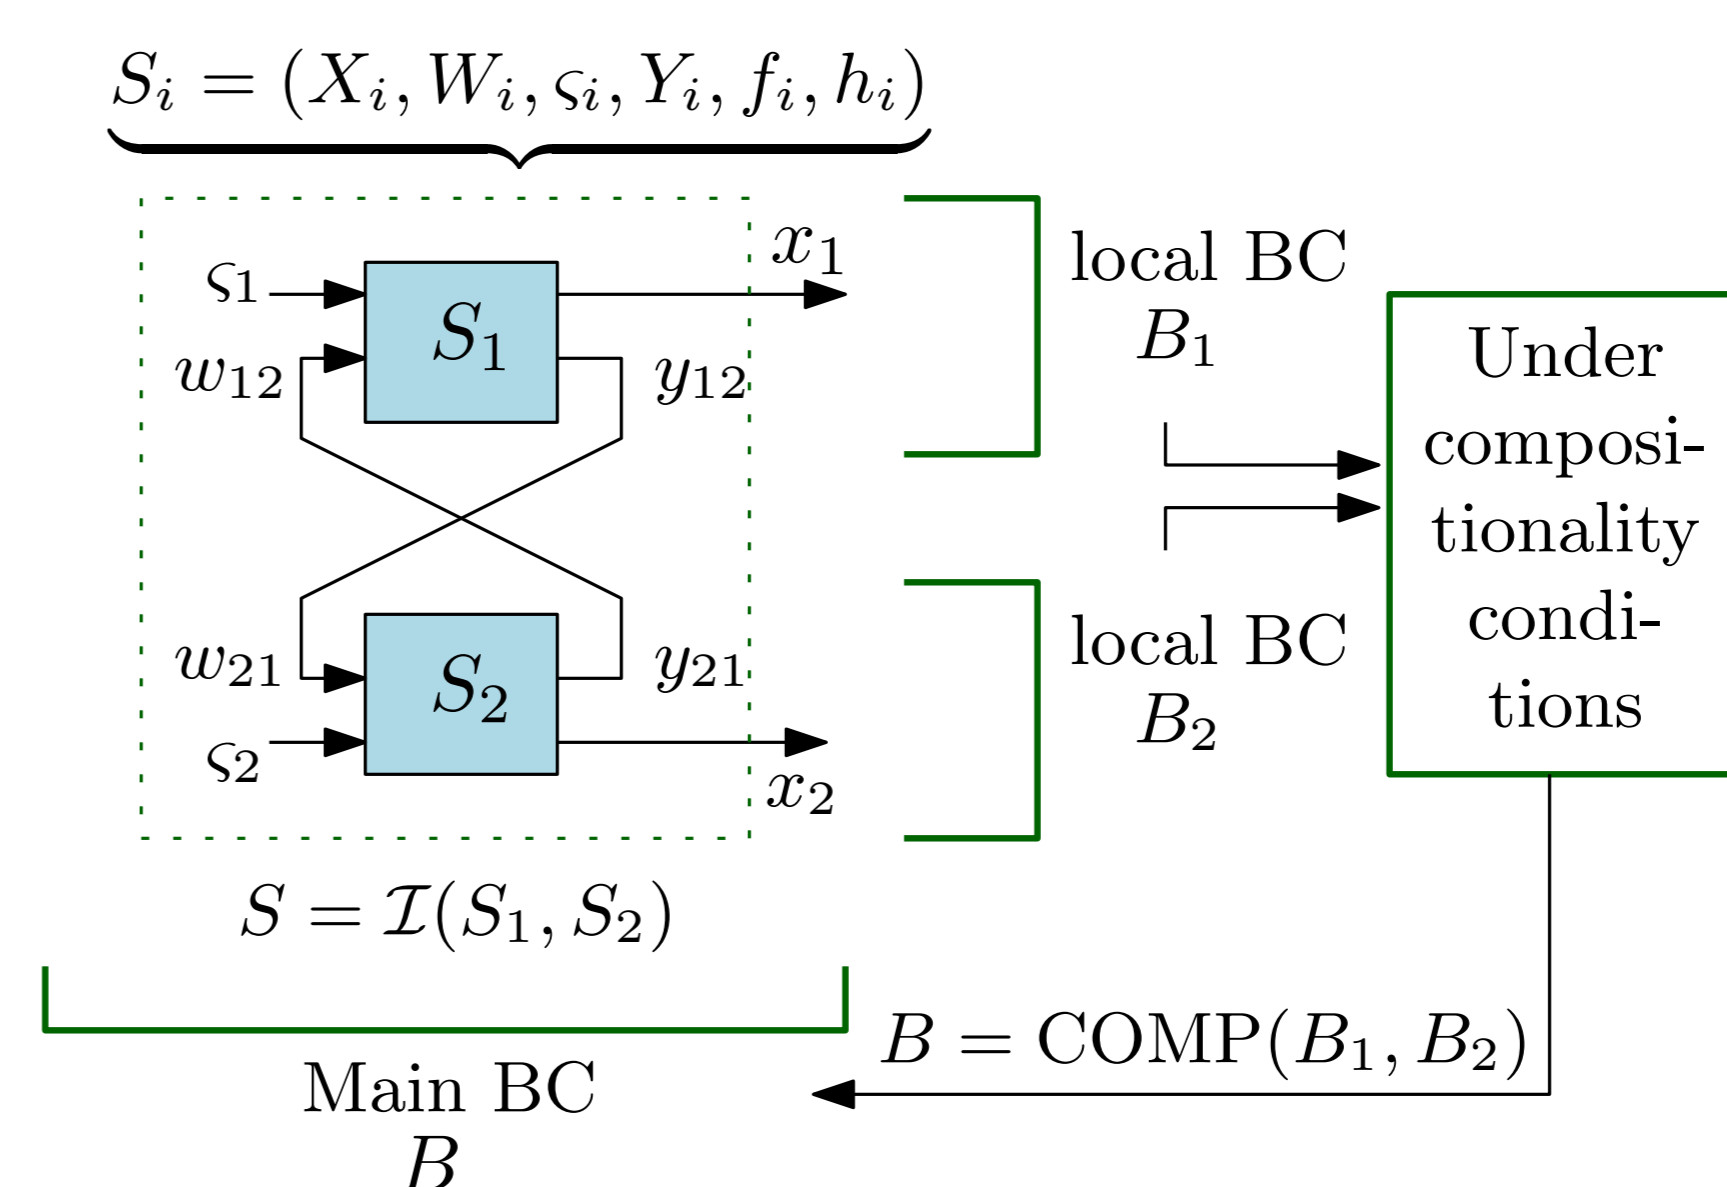 Sᵢ = (Xᵢ, Wᵢ, ςᵢ, Yᵢ, fᵢ, hᵢ)
ς₁
S₁
x₁
w₁₂
y₁₂
w₂₁
S₂
y₂₁
ς₂
x₂
S = ℐ(S₁, S₂)
local BC
B₁
local BC
B₂
Under
composi-
tionality
condi-
tions
B = COMP(B₁, B₂)
Main BC
B